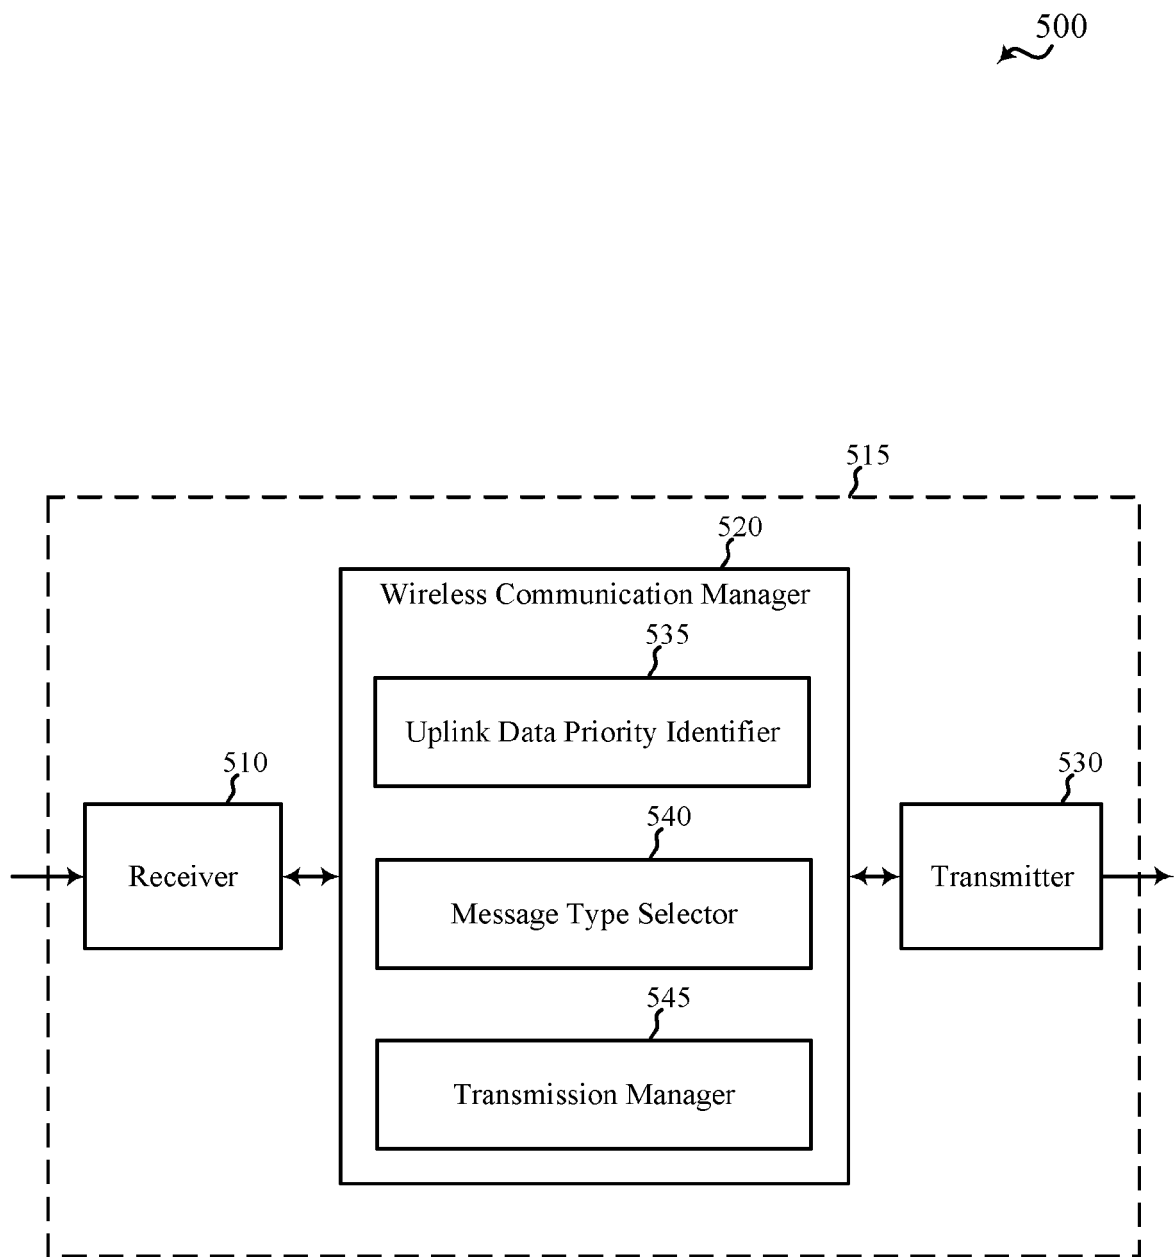 500
515
520
Wireless Communication Manager
535
Uplink Data Priority Identifier
510
530
540
Receiver
Message Type Selector
Transmitter
545
Transmission Manager